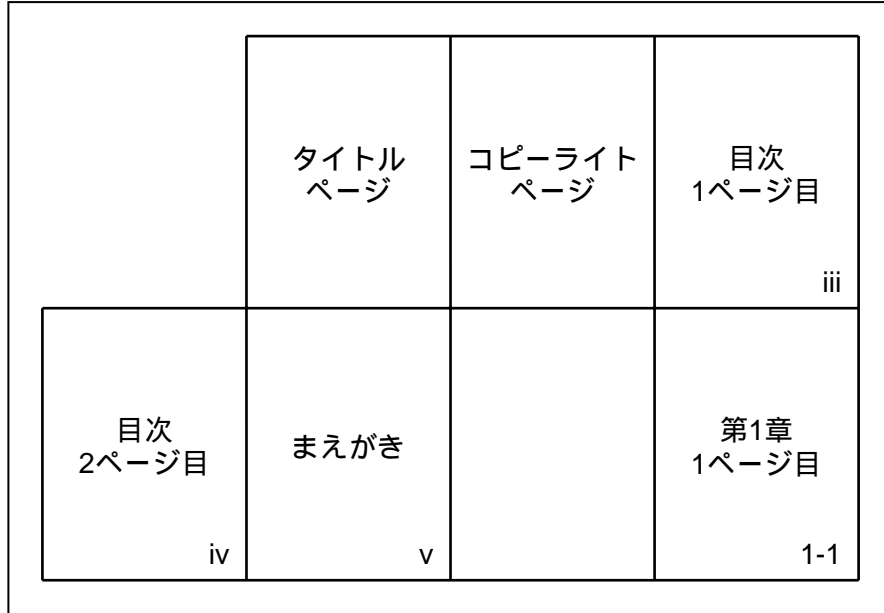 タイトル
ページ
コピーライト
ページ
目次
1ページ目
iii
目次
2ページ目
iv
まえがき
v
第1章
1ページ目
1-1